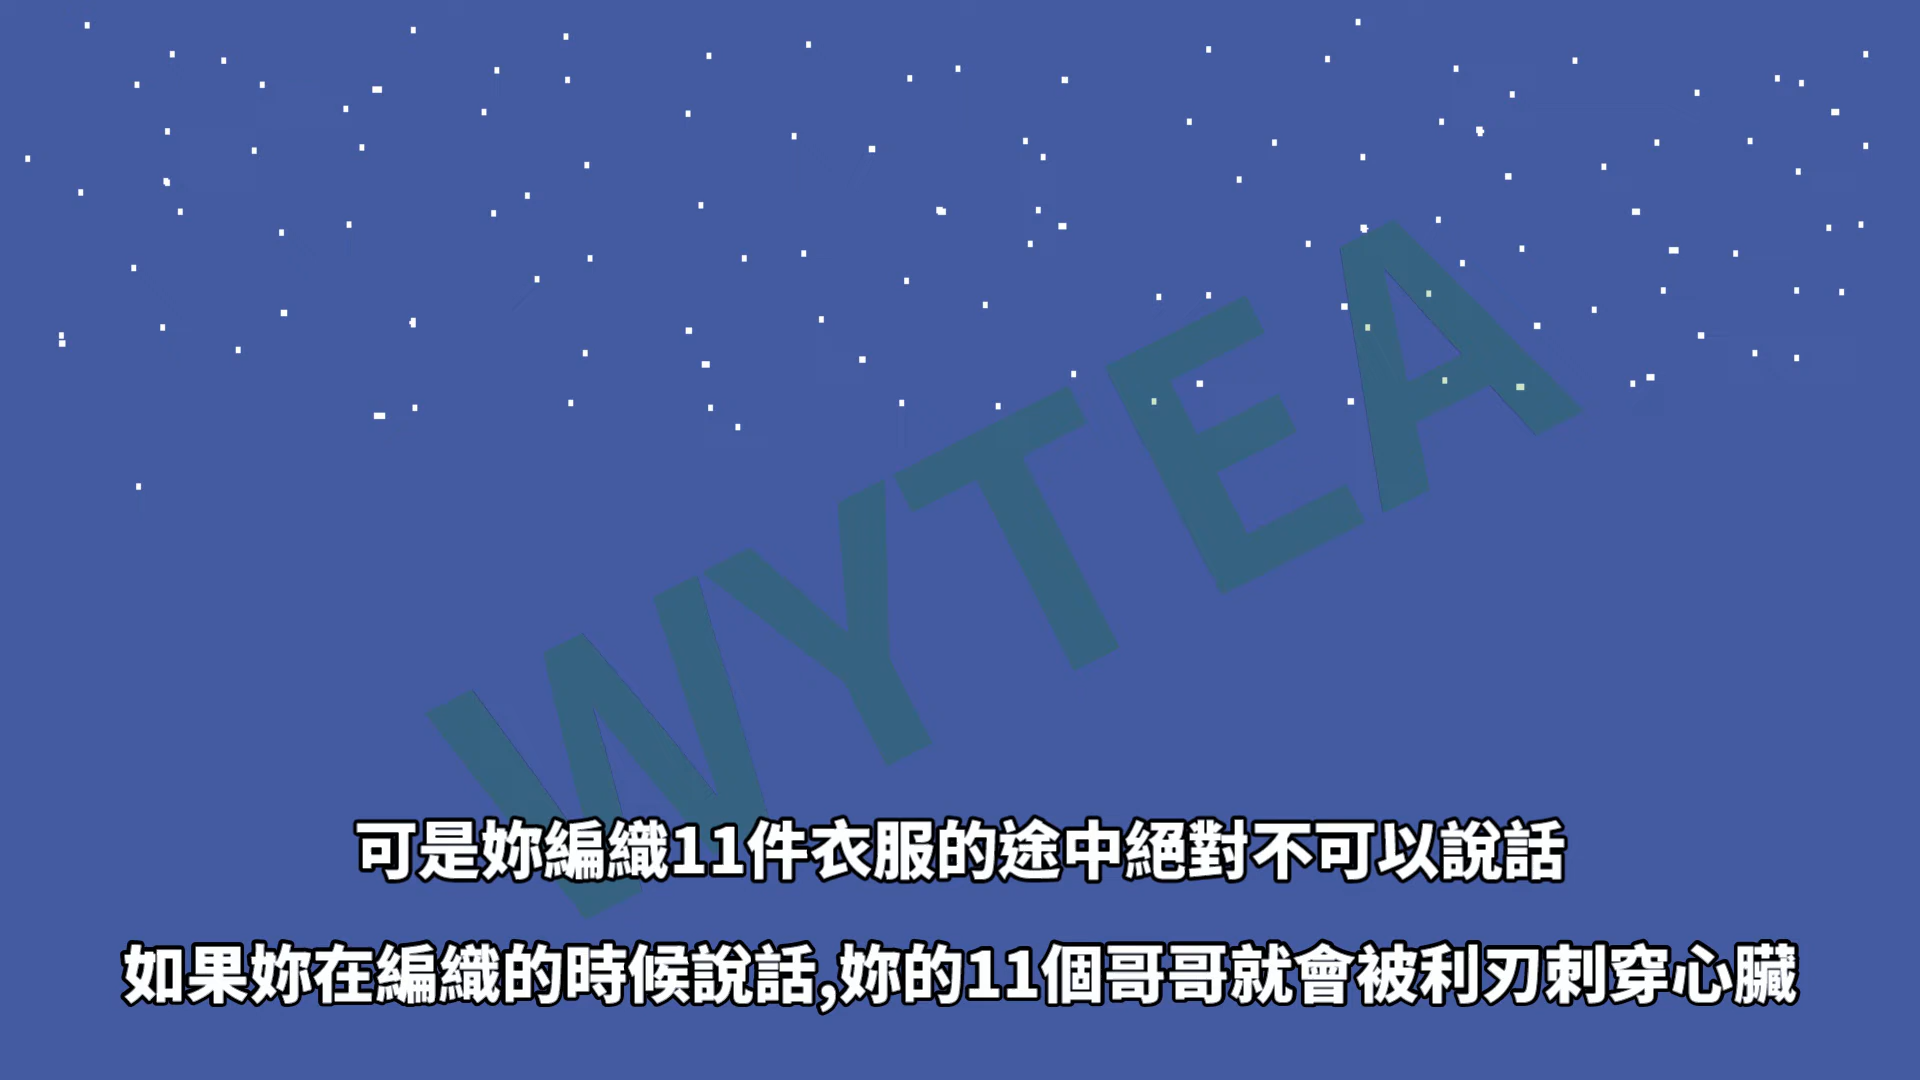 WYTEA
可是妳編織11件衣服的途中絕對不可以說話
如果妳在編織的時候說話,妳的11個哥哥就會被利刃刺穿心臟